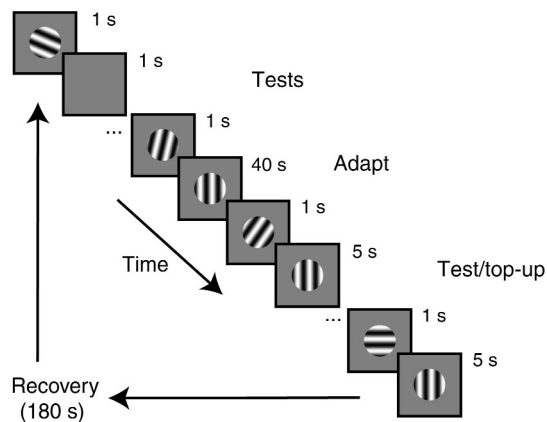 1 s
1 s
Tests
...
1 s
40 s
Adapt
1 s
Time
5 s
Test/top-up
...
1 s
5 s
Recovery
(180 s)